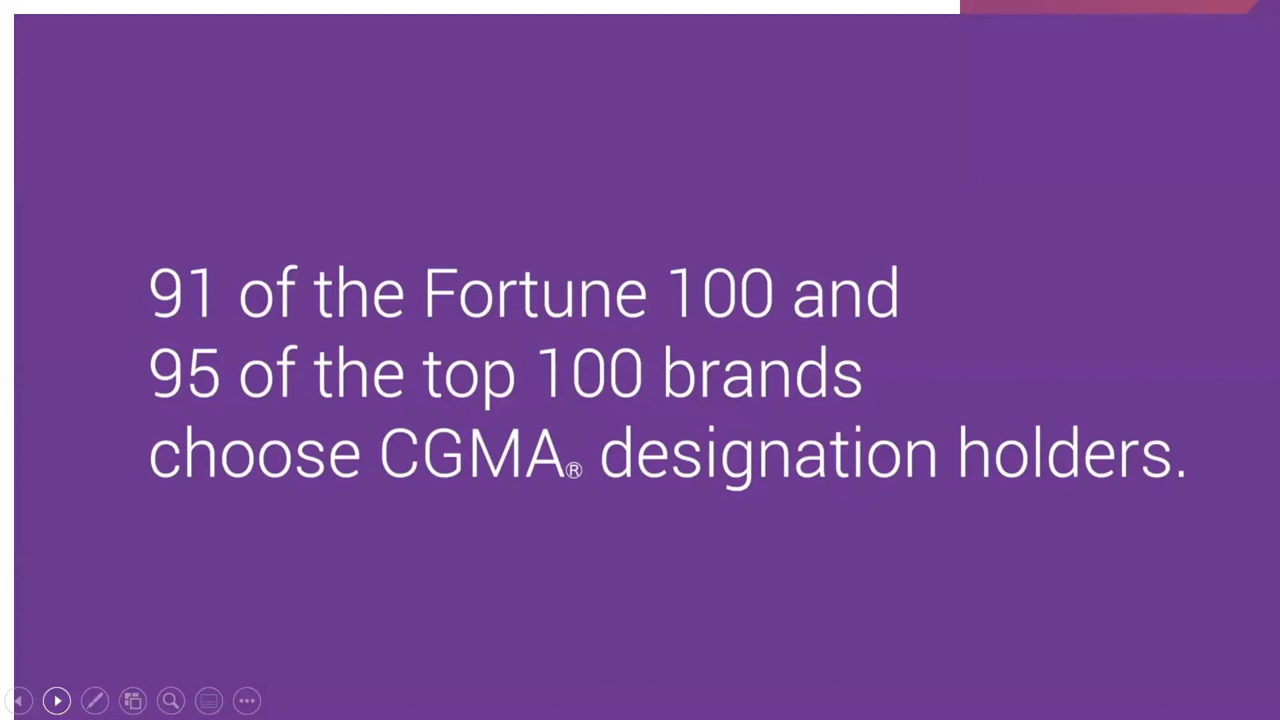 91 of the Fortune 100 and
95 of the top 100 brands
choose CGMA® designation holders.